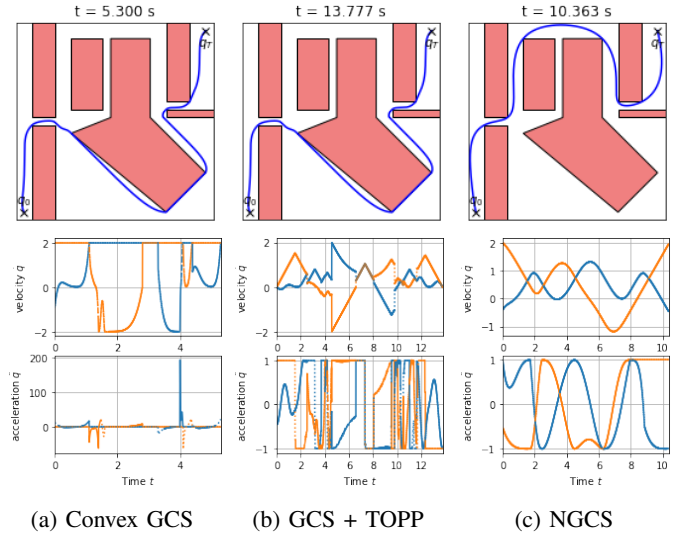 t = 5.300 s
q_T
q_0
t = 13.777 s
q_T
q_0
t = 10.363 s
q_T
q_0
velocity q̇
2
0
−2
velocity q̇
2
1
0
−1
−2
0 2 4 6 8 10 12
velocity q̇
2
1
0
−1
0 2 4 6 8 10
acceleration q̈
200
100
0
0 2 4
Time t
acceleration q̈
1
0
−1
0 2 4 6 8 10 12
Time t
acceleration q̈
1
0
−1
0 2 4 6 8 10
Time t
(a) Convex GCS
(b) GCS + TOPP
(c) NGCS